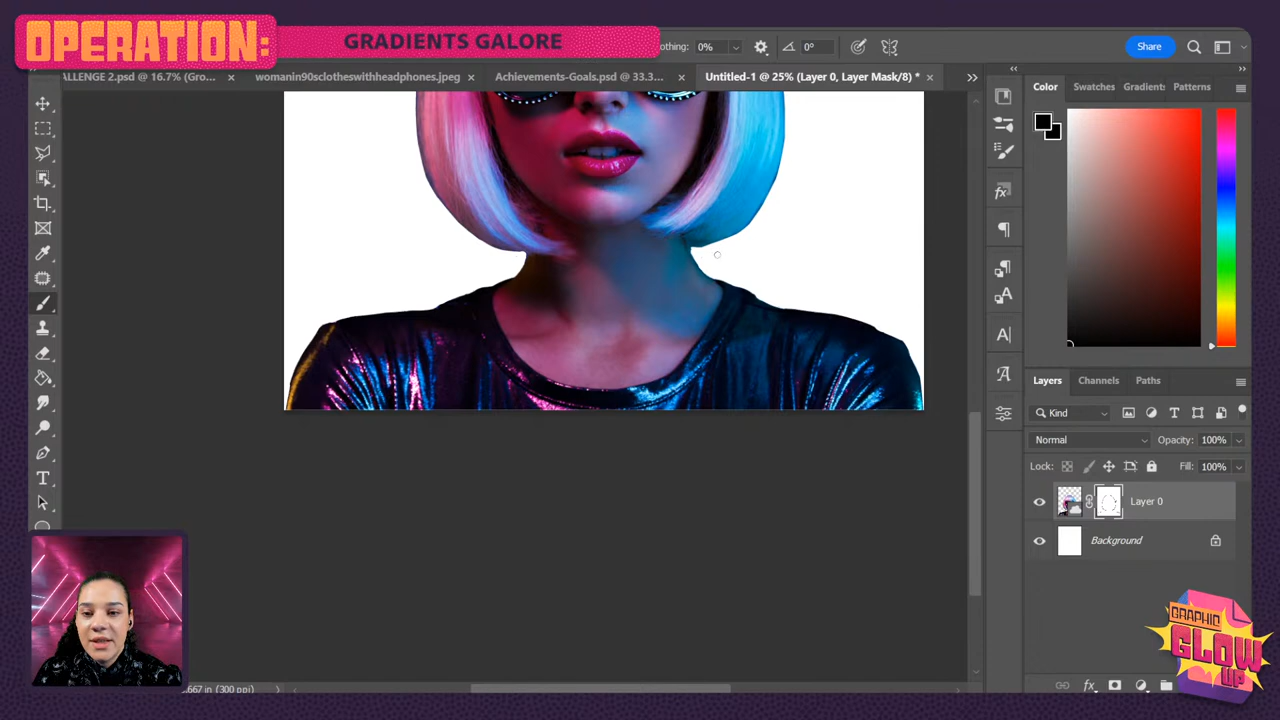 OPERATION:
GRADIENTS GALORE
othing: 0%
0°
Share
ALLENGE 2.psd @ 16.7% (Gro... ×
womanin90sclotheswithheadphones.jpeg ×
Achievements-Goals.psd @ 33.3... ×
Untitled-1 @ 25% (Layer 0, Layer Mask/8) * ×
Color
Swatches
Gradients
Patterns
Layers
Channels
Paths
Kind
Normal
Opacity: 100%
Lock:
Fill: 100%
Layer 0
Background
.667 in (300 ppi)
GRAPHIC
GLOW
UP